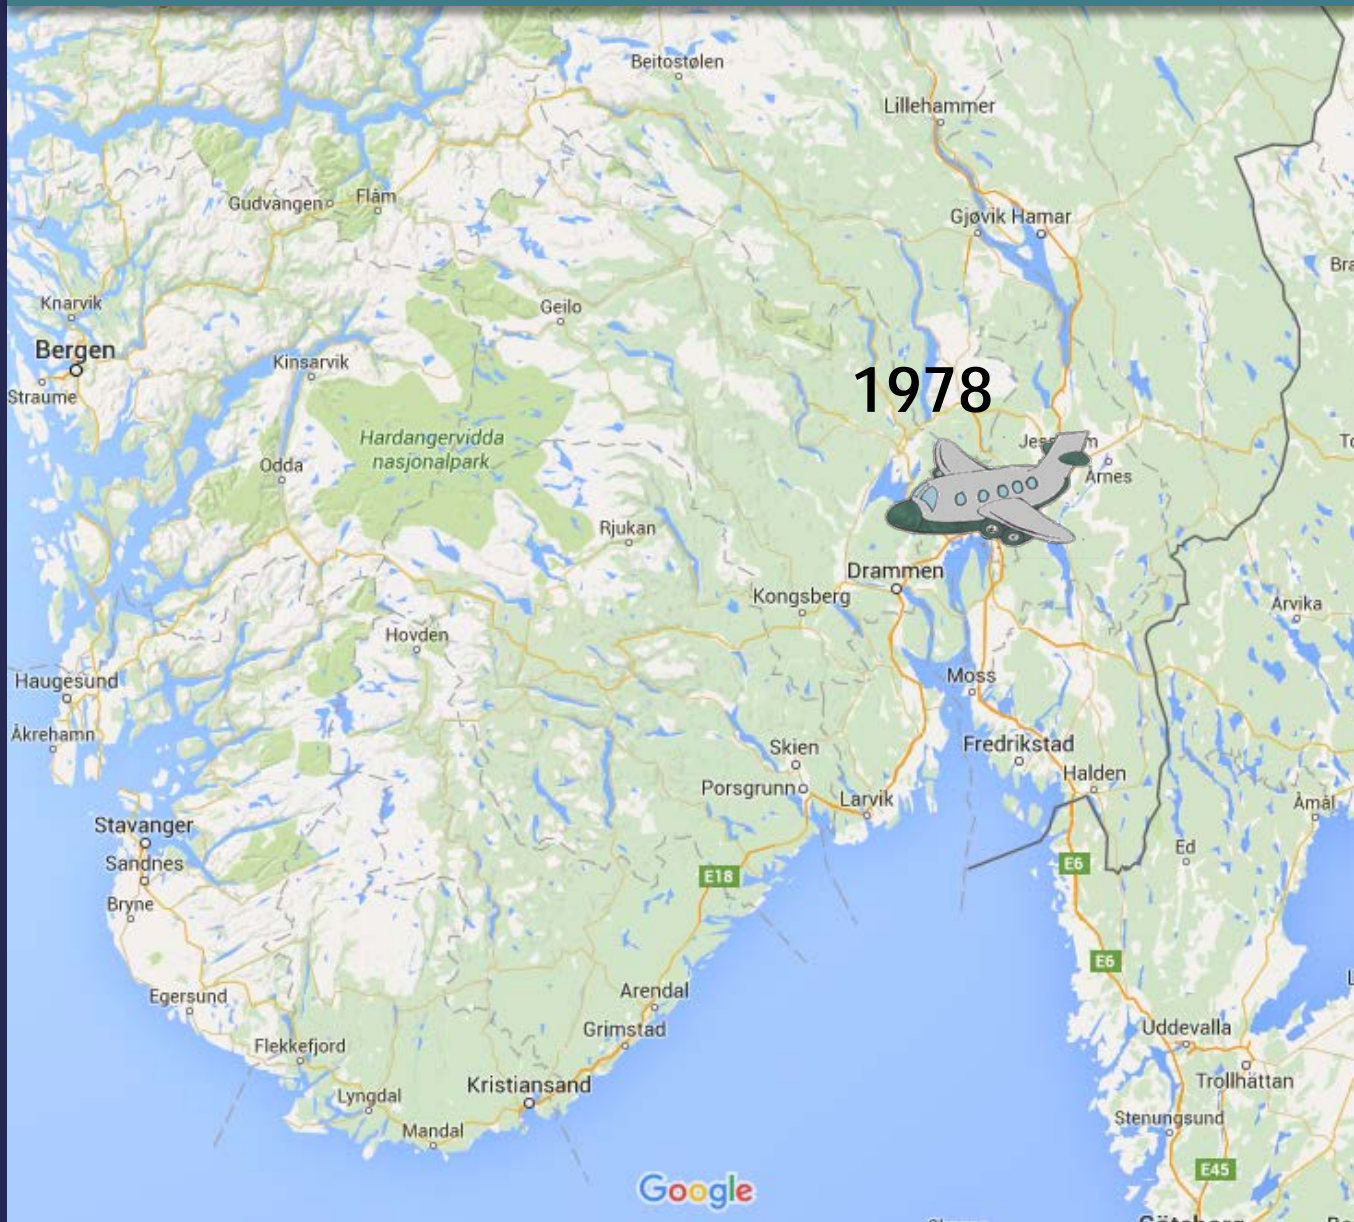 Beitostølen
Lillehammer
Gudvangen
Flåm
Gjøvik Hamar
Knarvik
Geilo
Bergen
Kinsarvik
Straume
1978
Hardangervidda
nasjonalpark
Odda
Årnes
Rjukan
Drammen
Kongsberg
Arvika
Hovden
Haugesund
Moss
Åkrehamn
Fredrikstad
Skien
Halden
Porsgrunn
Larvik
Åmål
Stavanger
Sandnes
Ed
E6
E18
Bryne
E6
Arendal
Egersund
Grimstad
Uddevalla
Flekkefjord
Kristiansand
Trollhättan
Lyngdal
Stenungsund
Mandal
E45
Google